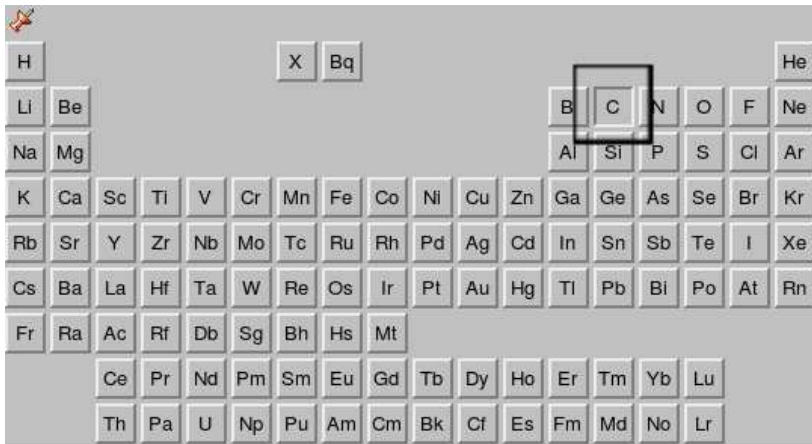 H X Bq He
Li Be B C N O F Ne
Na Mg Al Si P S Cl Ar
K Ca Sc Ti V Cr Mn Fe Co Ni Cu Zn Ga Ge As Se Br Kr
Rb Sr Y Zr Nb Mo Tc Ru Rh Pd Ag Cd In Sn Sb Te I Xe
Cs Ba La Hf Ta W Re Os Ir Pt Au Hg Tl Pb Bi Po At Rn
Fr Ra Ac Rf Db Sg Bh Hs Mt
Ce Pr Nd Pm Sm Eu Gd Tb Dy Ho Er Tm Yb Lu
Th Pa U Np Pu Am Cm Bk Cf Es Fm Md No Lr